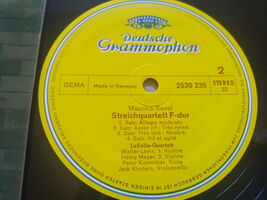 Deutsche
Grammophon
GEMA
Made in Germany
2530 235
2
STEREO
33
Maurice Ravel
Streichquartett F-dur
1. Satz: Allegro moderato
2. Satz: Assez vif - Très rythmé
3. Satz: Très lent - Modéré
4. Satz: Vif et agité
LaSalle-Quartett
Walter Levin, 1. Violine
Henry Meyer, 2. Violine
Peter Kamnitzer, Viola
Jack Kirstein, Violoncello